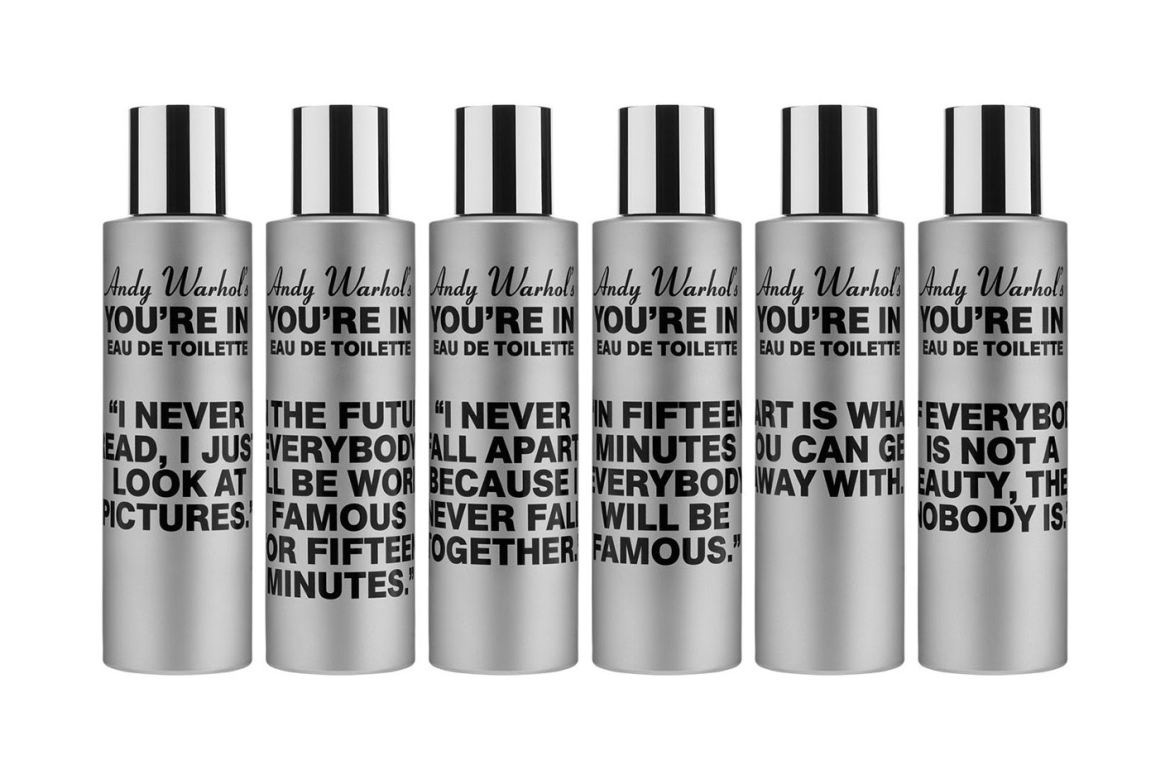 Andy Warhol's
YOU'RE IN
EAU DE TOILETTE
“I NEVER
READ, I JUST
LOOK AT
PICTURES.”
Andy Warhol's
YOU'RE IN
EAU DE TOILETTE
N THE FUTU
EVERYBODY
LL BE WOR
FAMOUS
OR FIFTEE
MINUTES.”
Andy Warhol's
YOU'RE IN
EAU DE TOILETTE
“I NEVER
FALL APART
BECAUSE I
NEVER FALL
TOGETHER.
Andy Warhol's
YOU'RE IN
EAU DE TOILETTE
“IN FIFTEEN
MINUTES
EVERYBODY
WILL BE
FAMOUS.”
Andy Warhol's
YOU'RE IN
EAU DE TOILETTE
ART IS WHA
OU CAN GE
AWAY WITH.
Andy Warhol's
YOU'RE IN
EAU DE TOILETTE
F EVERYBO
IS NOT A
EAUTY, THE
NOBODY IS.”